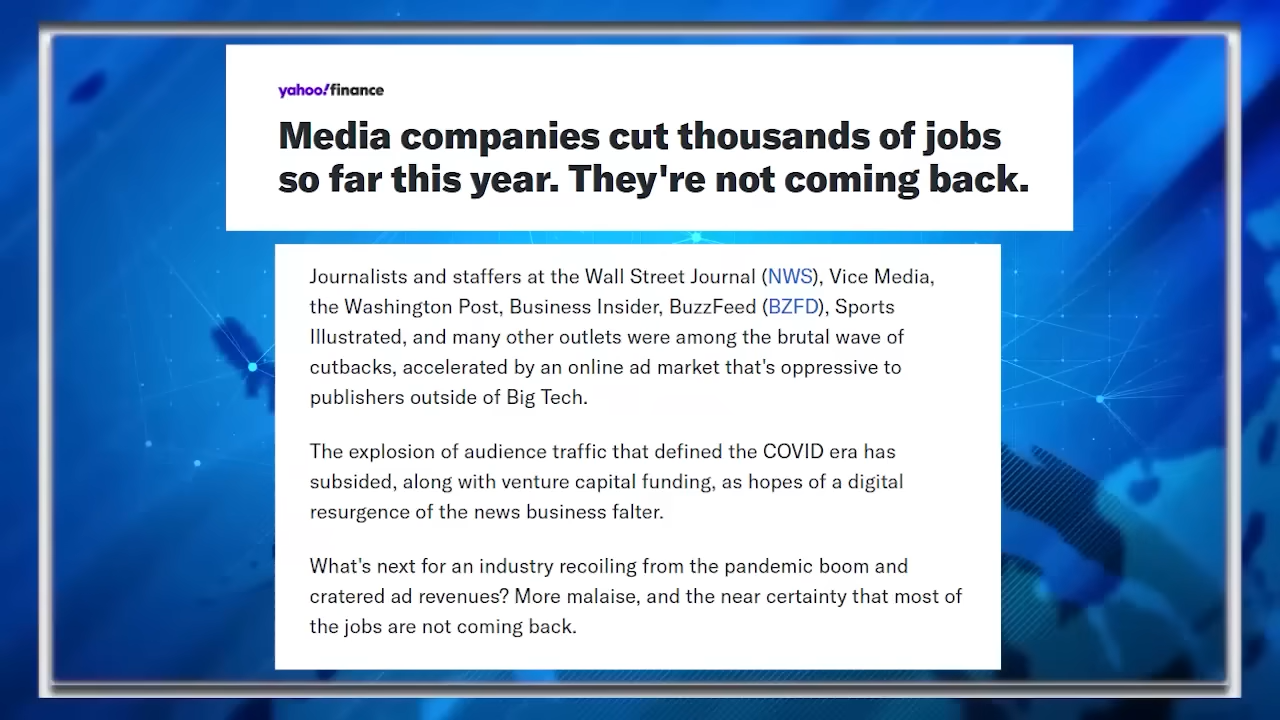 yahoo!finance
Media companies cut thousands of jobs
so far this year. They're not coming back.
Journalists and staffers at the Wall Street Journal (NWS), Vice Media,
the Washington Post, Business Insider, BuzzFeed (BZFD), Sports
Illustrated, and many other outlets were among the brutal wave of
cutbacks, accelerated by an online ad market that's oppressive to
publishers outside of Big Tech.
The explosion of audience traffic that defined the COVID era has
subsided, along with venture capital funding, as hopes of a digital
resurgence of the news business falter.
What's next for an industry recoiling from the pandemic boom and
cratered ad revenues? More malaise, and the near certainty that most of
the jobs are not coming back.